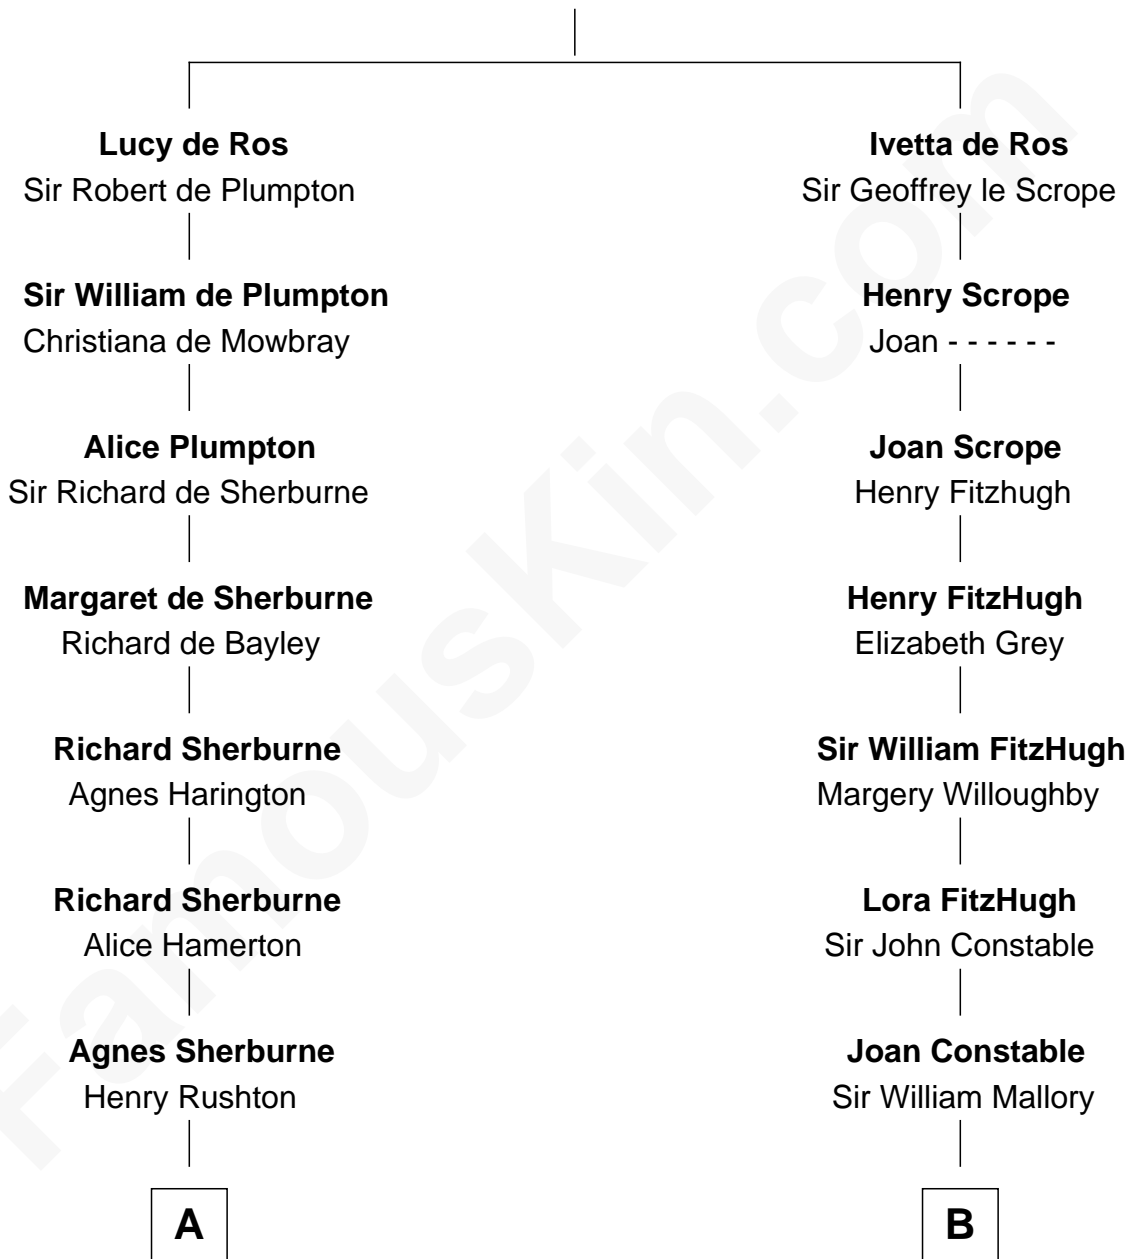 Lucy de Ros
Sir Robert de Plumpton
Sir William de Plumpton
Christiana de Mowbray
Alice Plumpton
Sir Richard de Sherburne
Margaret de Sherburne
Richard de Bayley
Richard Sherburne
Agnes Harington
Richard Sherburne
Alice Hamerton
Agnes Sherburne
Henry Rushton
A
Ivetta de Ros
Sir Geoffrey le Scrope
Henry Scrope
Joan - - - - - -
Joan Scrope
Henry Fitzhugh
Henry FitzHugh
Elizabeth Grey
Sir William FitzHugh
Margery Willoughby
Lora FitzHugh
Sir John Constable
Joan Constable
Sir William Mallory
B
FamousKin.com